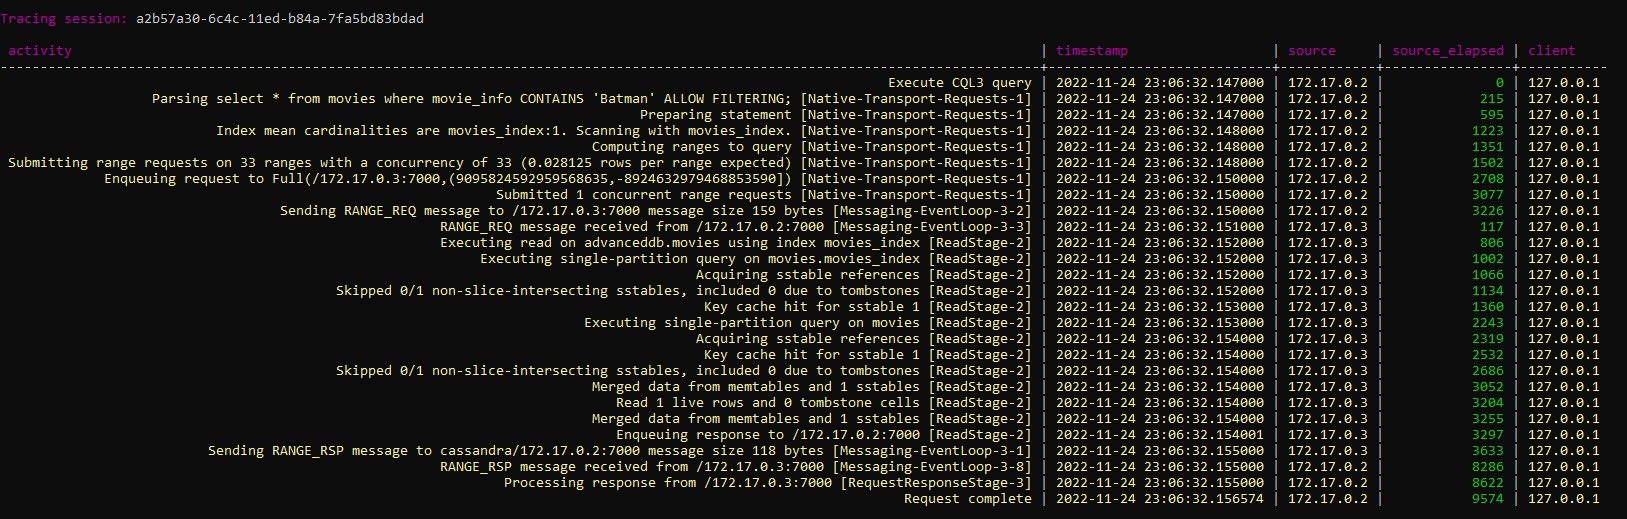 Tracing session: a2b57a30-6c4c-11ed-b84a-7fa5bd83bdad
activity | timestamp | source | source_elapsed | client
Execute CQL3 query | 2022-11-24 23:06:32.147000 | 172.17.0.2 | 0 | 127.0.0.1
Parsing select * from movies where movie_info CONTAINS 'Batman' ALLOW FILTERING; [Native-Transport-Requests-1] | 2022-11-24 23:06:32.147000 | 172.17.0.2 | 215 | 127.0.0.1
Preparing statement [Native-Transport-Requests-1] | 2022-11-24 23:06:32.147000 | 172.17.0.2 | 595 | 127.0.0.1
Index mean cardinalities are movies_index:1. Scanning with movies_index. [Native-Transport-Requests-1] | 2022-11-24 23:06:32.148000 | 172.17.0.2 | 1223 | 127.0.0.1
Computing ranges to query [Native-Transport-Requests-1] | 2022-11-24 23:06:32.148000 | 172.17.0.2 | 1351 | 127.0.0.1
Submitting range requests on 33 ranges with a concurrency of 33 (0.028125 rows per range expected) [Native-Transport-Requests-1] | 2022-11-24 23:06:32.148000 | 172.17.0.2 | 1502 | 127.0.0.1
Enqueuing request to Full(/172.17.0.3:7000,(9095824592959568635,-8924632979468853590]) [Native-Transport-Requests-1] | 2022-11-24 23:06:32.150000 | 172.17.0.2 | 2708 | 127.0.0.1
Submitted 1 concurrent range requests [Native-Transport-Requests-1] | 2022-11-24 23:06:32.150000 | 172.17.0.2 | 3077 | 127.0.0.1
Sending RANGE_REQ message to /172.17.0.3:7000 message size 159 bytes [Messaging-EventLoop-3-2] | 2022-11-24 23:06:32.150000 | 172.17.0.2 | 3226 | 127.0.0.1
RANGE_REQ message received from /172.17.0.2:7000 [Messaging-EventLoop-3-3] | 2022-11-24 23:06:32.151000 | 172.17.0.3 | 117 | 127.0.0.1
Executing read on advanceddb.movies using index movies_index [ReadStage-2] | 2022-11-24 23:06:32.152000 | 172.17.0.3 | 806 | 127.0.0.1
Executing single-partition query on movies.movies_index [ReadStage-2] | 2022-11-24 23:06:32.152000 | 172.17.0.3 | 1002 | 127.0.0.1
Acquiring sstable references [ReadStage-2] | 2022-11-24 23:06:32.152000 | 172.17.0.3 | 1066 | 127.0.0.1
Skipped 0/1 non-slice-intersecting sstables, included 0 due to tombstones [ReadStage-2] | 2022-11-24 23:06:32.152000 | 172.17.0.3 | 1134 | 127.0.0.1
Key cache hit for sstable 1 [ReadStage-2] | 2022-11-24 23:06:32.153000 | 172.17.0.3 | 1360 | 127.0.0.1
Executing single-partition query on movies [ReadStage-2] | 2022-11-24 23:06:32.153000 | 172.17.0.3 | 2243 | 127.0.0.1
Acquiring sstable references [ReadStage-2] | 2022-11-24 23:06:32.154000 | 172.17.0.3 | 2319 | 127.0.0.1
Key cache hit for sstable 1 [ReadStage-2] | 2022-11-24 23:06:32.154000 | 172.17.0.3 | 2532 | 127.0.0.1
Skipped 0/1 non-slice-intersecting sstables, included 0 due to tombstones [ReadStage-2] | 2022-11-24 23:06:32.154000 | 172.17.0.3 | 2686 | 127.0.0.1
Merged data from memtables and 1 sstables [ReadStage-2] | 2022-11-24 23:06:32.154000 | 172.17.0.3 | 3052 | 127.0.0.1
Read 1 live rows and 0 tombstone cells [ReadStage-2] | 2022-11-24 23:06:32.154000 | 172.17.0.3 | 3204 | 127.0.0.1
Merged data from memtables and 1 sstables [ReadStage-2] | 2022-11-24 23:06:32.154000 | 172.17.0.3 | 3255 | 127.0.0.1
Enqueuing response to /172.17.0.2:7000 [ReadStage-2] | 2022-11-24 23:06:32.154001 | 172.17.0.3 | 3297 | 127.0.0.1
Sending RANGE_RSP message to cassandra/172.17.0.2:7000 message size 118 bytes [Messaging-EventLoop-3-1] | 2022-11-24 23:06:32.155000 | 172.17.0.3 | 3633 | 127.0.0.1
RANGE_RSP message received from /172.17.0.3:7000 [Messaging-EventLoop-3-8] | 2022-11-24 23:06:32.155000 | 172.17.0.2 | 8286 | 127.0.0.1
Processing response from /172.17.0.3:7000 [RequestResponseStage-3] | 2022-11-24 23:06:32.155000 | 172.17.0.2 | 8622 | 127.0.0.1
Request complete | 2022-11-24 23:06:32.156574 | 172.17.0.2 | 9574 | 127.0.0.1